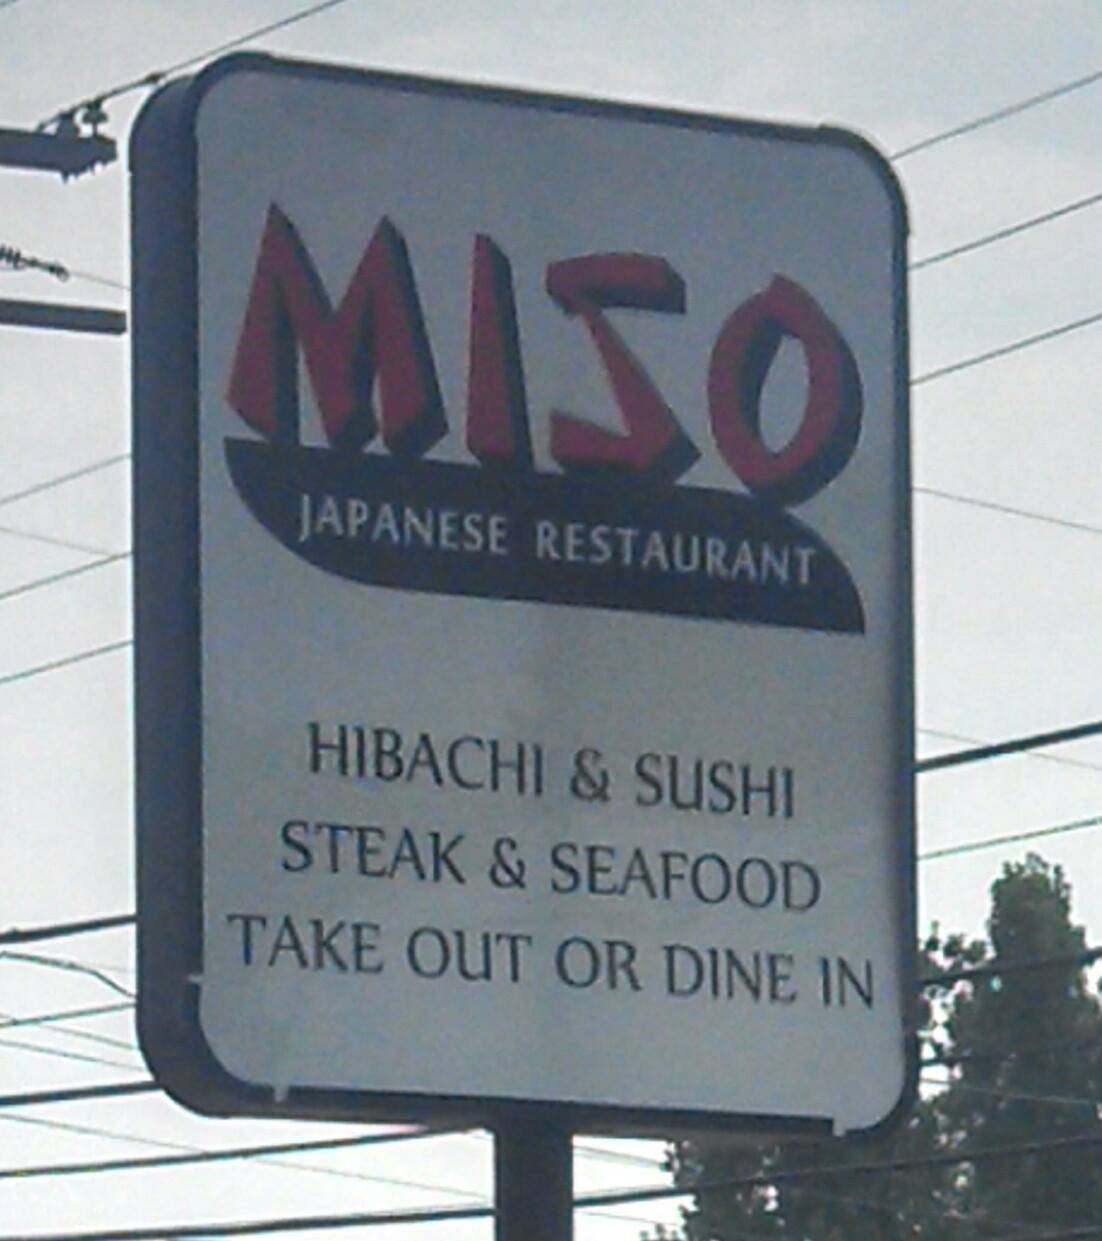 MISO
JAPANESE RESTAURANT
HIBACHI & SUSHI
STEAK & SEAFOOD
TAKE OUT OR DINE IN